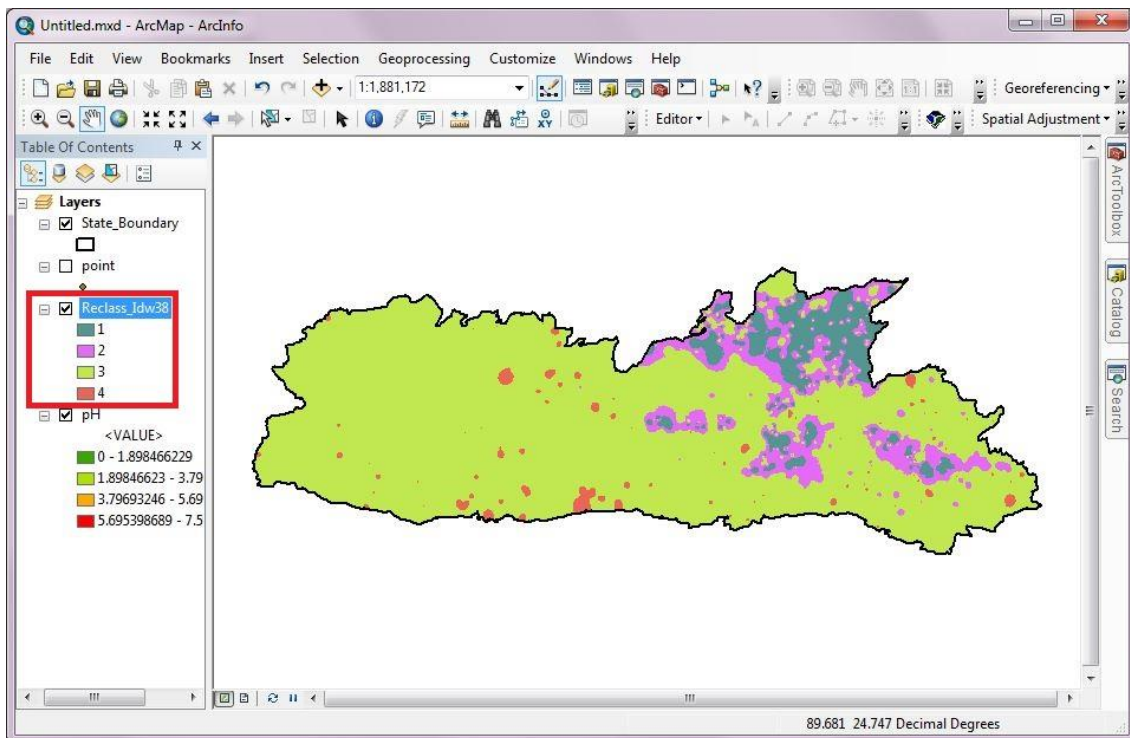 Untitled.mxd - ArcMap - ArcInfo
File Edit View Bookmarks Insert Selection Geoprocessing Customize Windows Help
1:1,881,172
Georeferencing
Editor
Spatial Adjustment
Table Of Contents
Layers
State_Boundary
point
Reclass_Idw38
1
2
3
4
pH
<VALUE>
0 - 1.898466229
1.89846623 - 3.79
3.79693246 - 5.69
5.695398689 - 7.5
ArcToolbox
Catalog
Search
89.681 24.747 Decimal Degrees